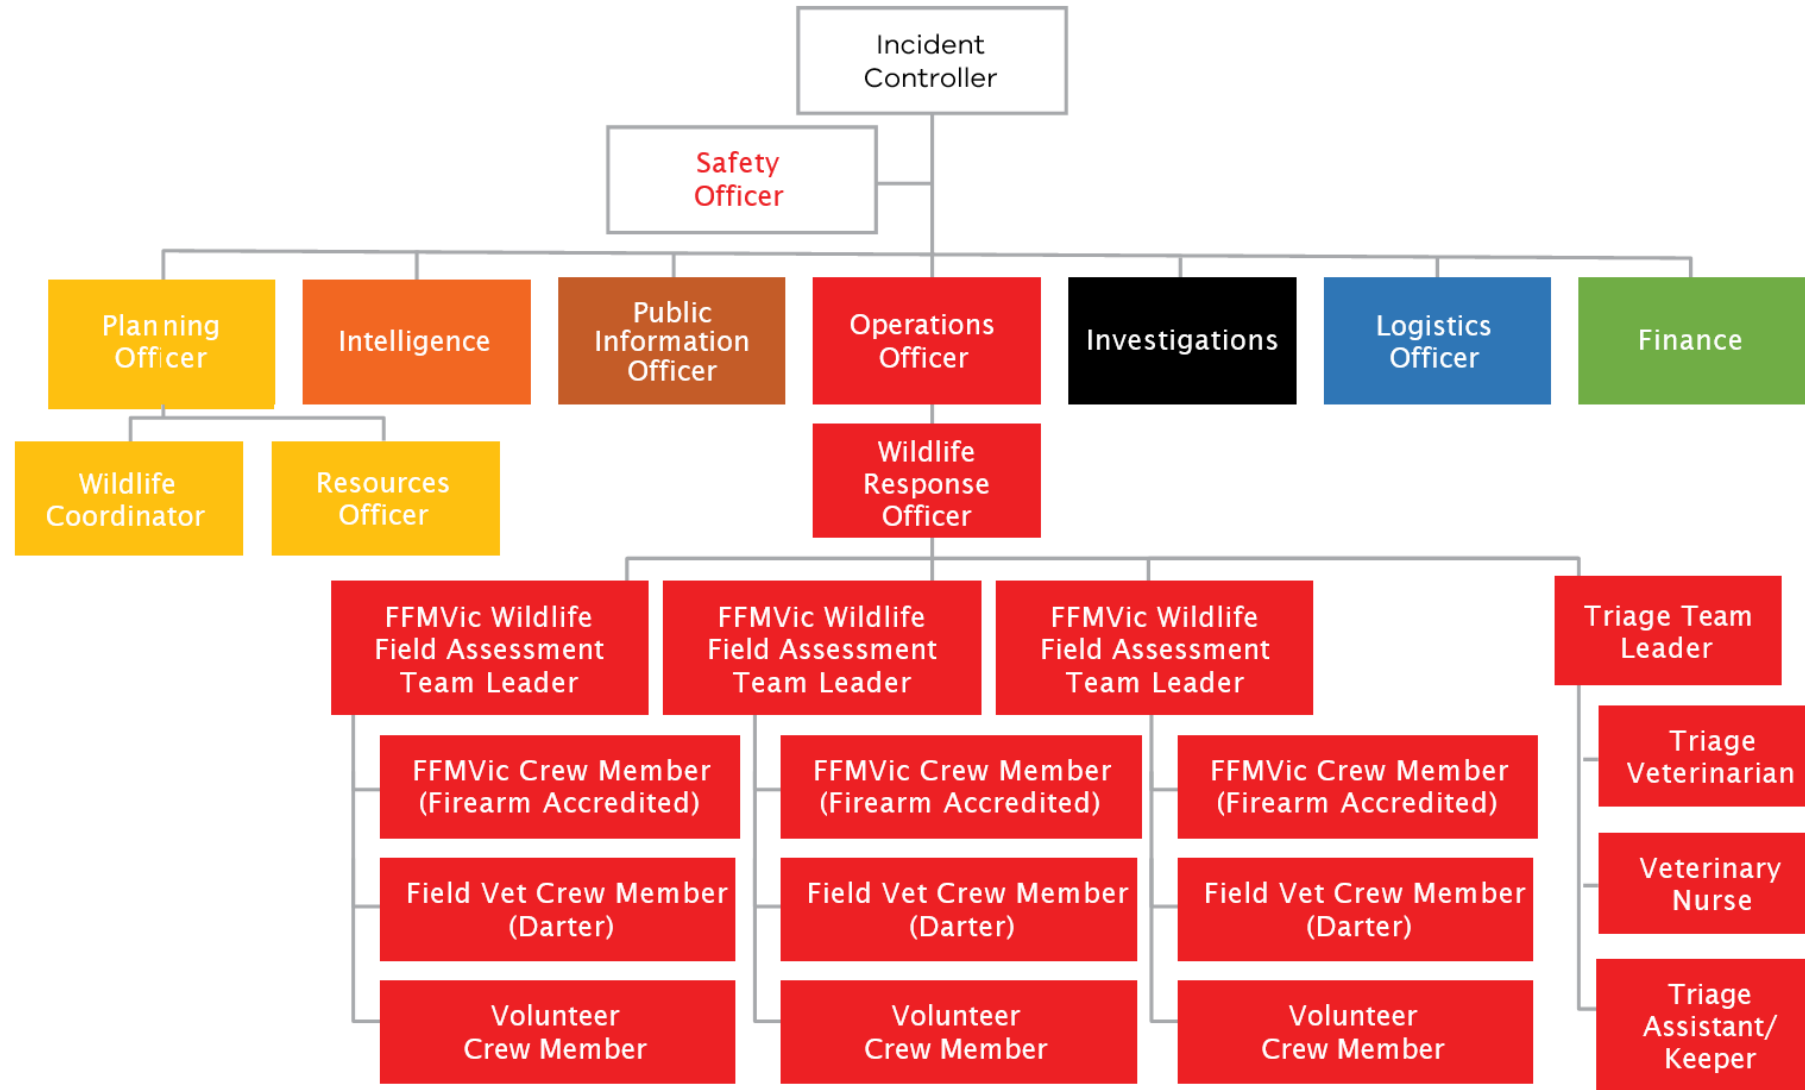 Incident
Controller
Safety
Officer
Planning
Officer
Intelligence
Public
Information
Officer
Operations
Officer
Investigations
Logistics
Officer
Finance
Wildlife
Coordinator
Resources
Officer
Wildlife
Response
Officer
FFMVic Wildlife
Field Assessment
Team Leader
FFMVic Wildlife
Field Assessment
Team Leader
FFMVic Wildlife
Field Assessment
Team Leader
Triage Team
Leader
FFMVic Crew Member
(Firearm Accredited)
FFMVic Crew Member
(Firearm Accredited)
FFMVic Crew Member
(Firearm Accredited)
Triage
Veterinarian
Field Vet Crew Member
(Darter)
Field Vet Crew Member
(Darter)
Field Vet Crew Member
(Darter)
Veterinary
Nurse
Volunteer
Crew Member
Volunteer
Crew Member
Volunteer
Crew Member
Triage
Assistant/
Keeper